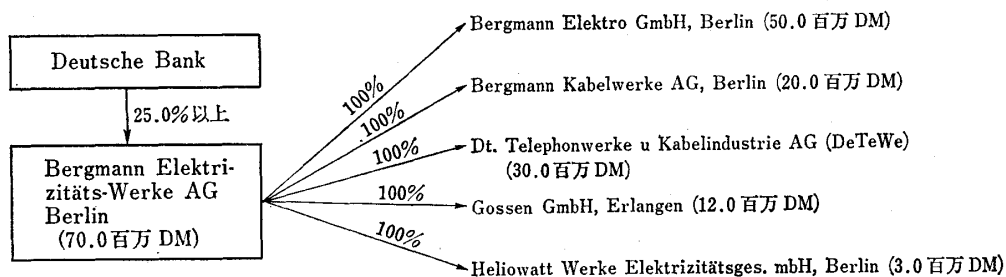 Deutsche Bank
25.0%以上
Bergmann Elektri-
zitäts-Werke AG
Berlin
(70.0百万 DM)
100%
Bergmann Elektro GmbH, Berlin (50.0 百万 DM)
100%
Bergmann Kabelwerke AG, Berlin (20.0 百万 DM)
100%
Dt. Telephonwerke u Kabelindustrie AG (DeTeWe)
(30.0百万 DM)
100%
Gossen GmbH, Erlangen (12.0 百万 DM)
100%
Heliowatt Werke Elektrizitätsges. mbH, Berlin (3.0 百万 DM)